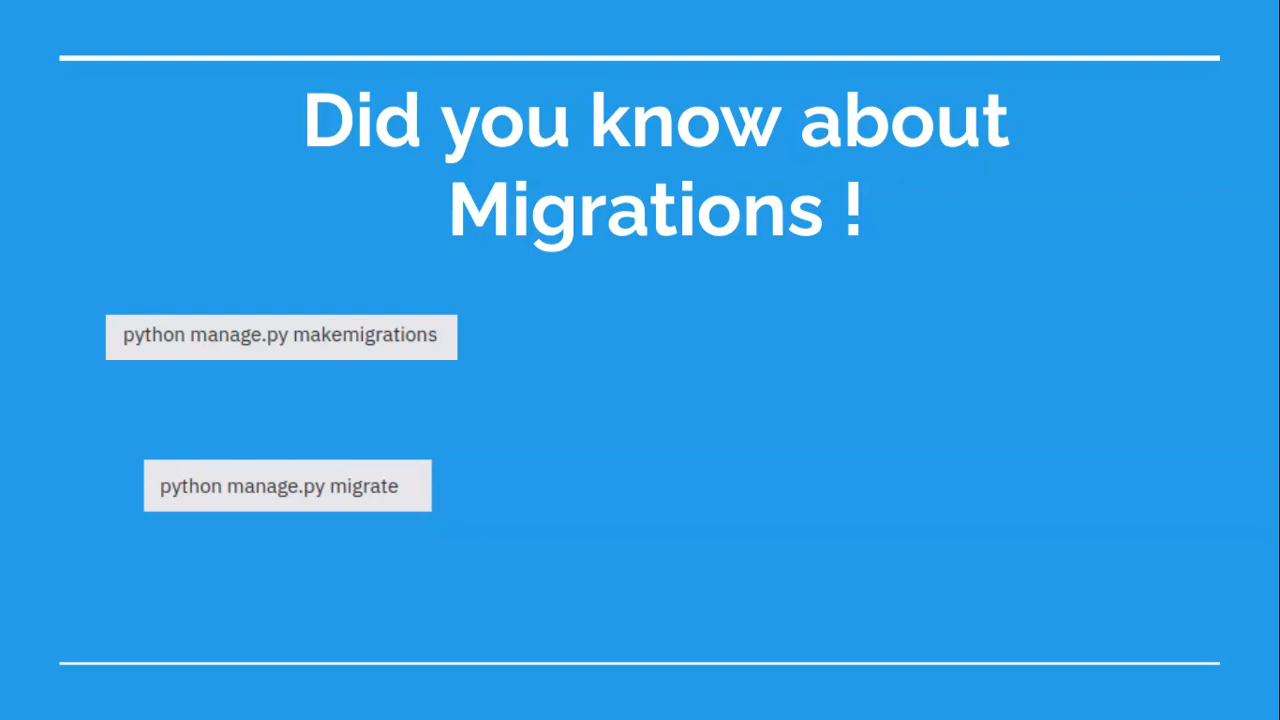 Did you know about
Migrations !
python manage.py makemigrations
python manage.py migrate